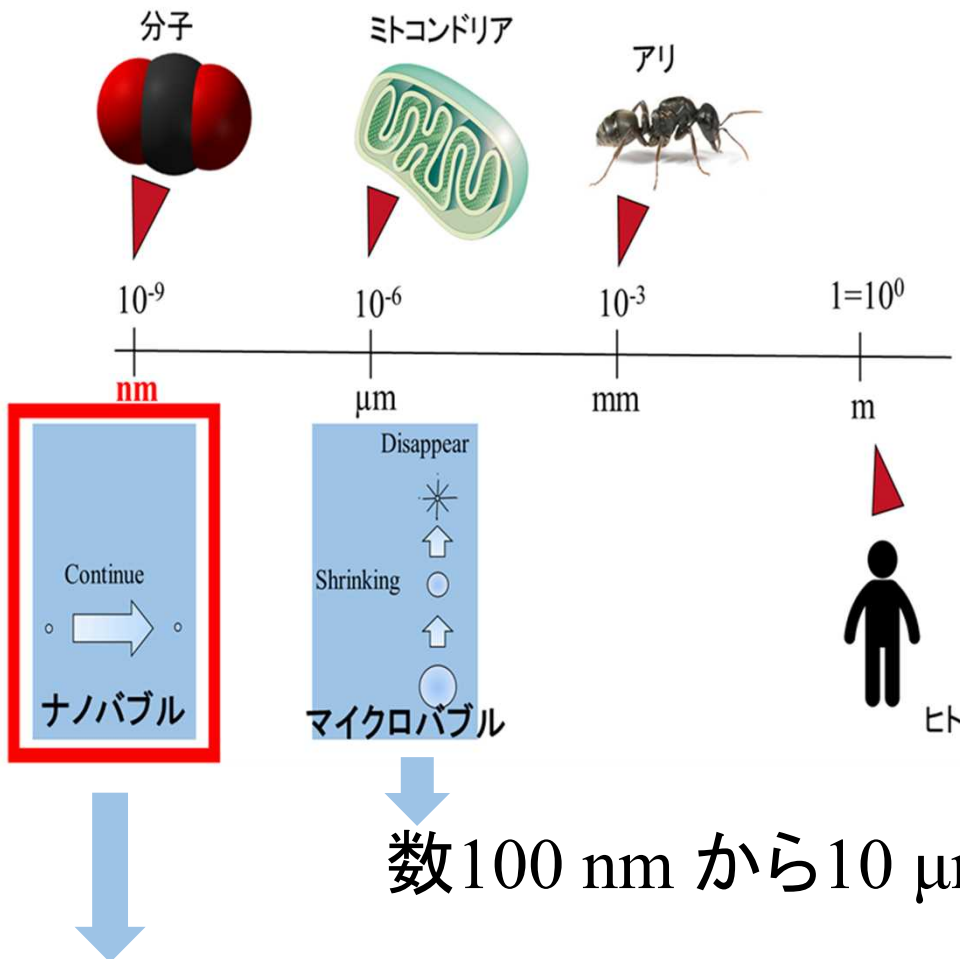 分子
ミトコンドリア
アリ
10⁻⁹
10⁻⁶
10⁻³
1=10⁰
nm
μm
mm
m
Continue
ナノバブル
Disappear
Shrinking
マイクロバブル
ヒト
数100 nm から10